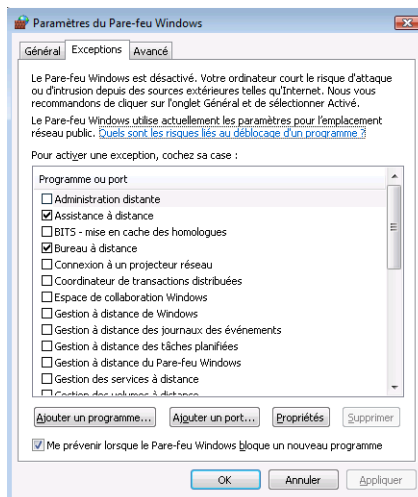 Paramètres du Pare-feu Windows
Général Exceptions Avancé
Le Pare-feu Windows est désactivé. Votre ordinateur court le risque d'attaque
ou d'intrusion depuis des sources extérieures telles qu'Internet. Nous vous
recommandons de cliquer sur l'onglet Général et de sélectionner Activé.
Le Pare-feu Windows utilise actuellement les paramètres pour l'emplacement
réseau public. Quels sont les risques liés au déblocage d'un programme ?
Pour activer une exception, cochez sa case :
Programme ou port
Administration distante
Assistance à distance
BITS - mise en cache des homologues
Bureau à distance
Connexion à un projecteur réseau
Coordinateur de transactions distribuées
Espace de collaboration Windows
Gestion à distance de Windows
Gestion à distance des journaux des événements
Gestion à distance des tâches planifiées
Gestion à distance du Pare-feu Windows
Gestion des services à distance
Gestion des volumes à distance
Ajouter un programme... Ajouter un port... Propriétés Supprimer
Me prévenir lorsque le Pare-feu Windows bloque un nouveau programme
OK Annuler Appliquer